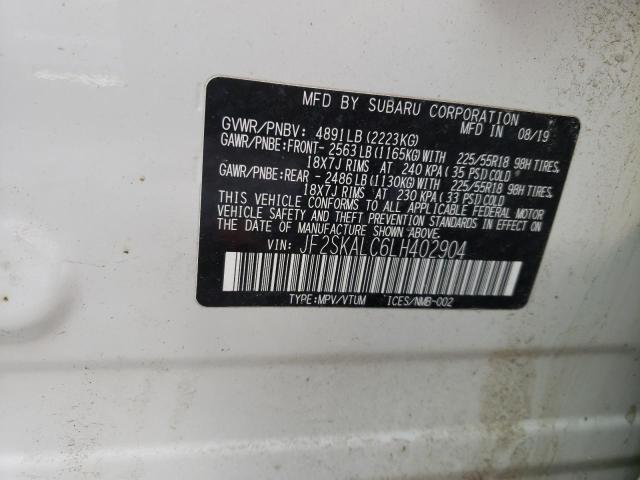 MFD BY SUBARU CORPORATION
MFD IN 08/19
GVWR/PNBV: 4891LB(2223KG)
GAWR/PNBE:FRONT-2563LB(1165KG)WITH 225/55R18 98H TIRES,
18X7J RIMS AT 240 KPA(35 PSI)COLD
GAWR/PNBE:REAR -2486LB(1130KG)WITH 225/55R18 98H TIRES,
18X7J RIMS AT 230 KPA(33 PSI)COLD
THIS VEHICLE CONFORMS TO ALL APPLICABLE FEDERAL MOTOR
VEHICLE SAFETY AND THEFT PREVENTION STANDARDS IN EFFECT ON
THE DATE OF MANUFACTURE SHOWN ABOVE.
VIN: JF2SKALC6LH402904
TYPE:MPV/VTUM ICES/NMB-002